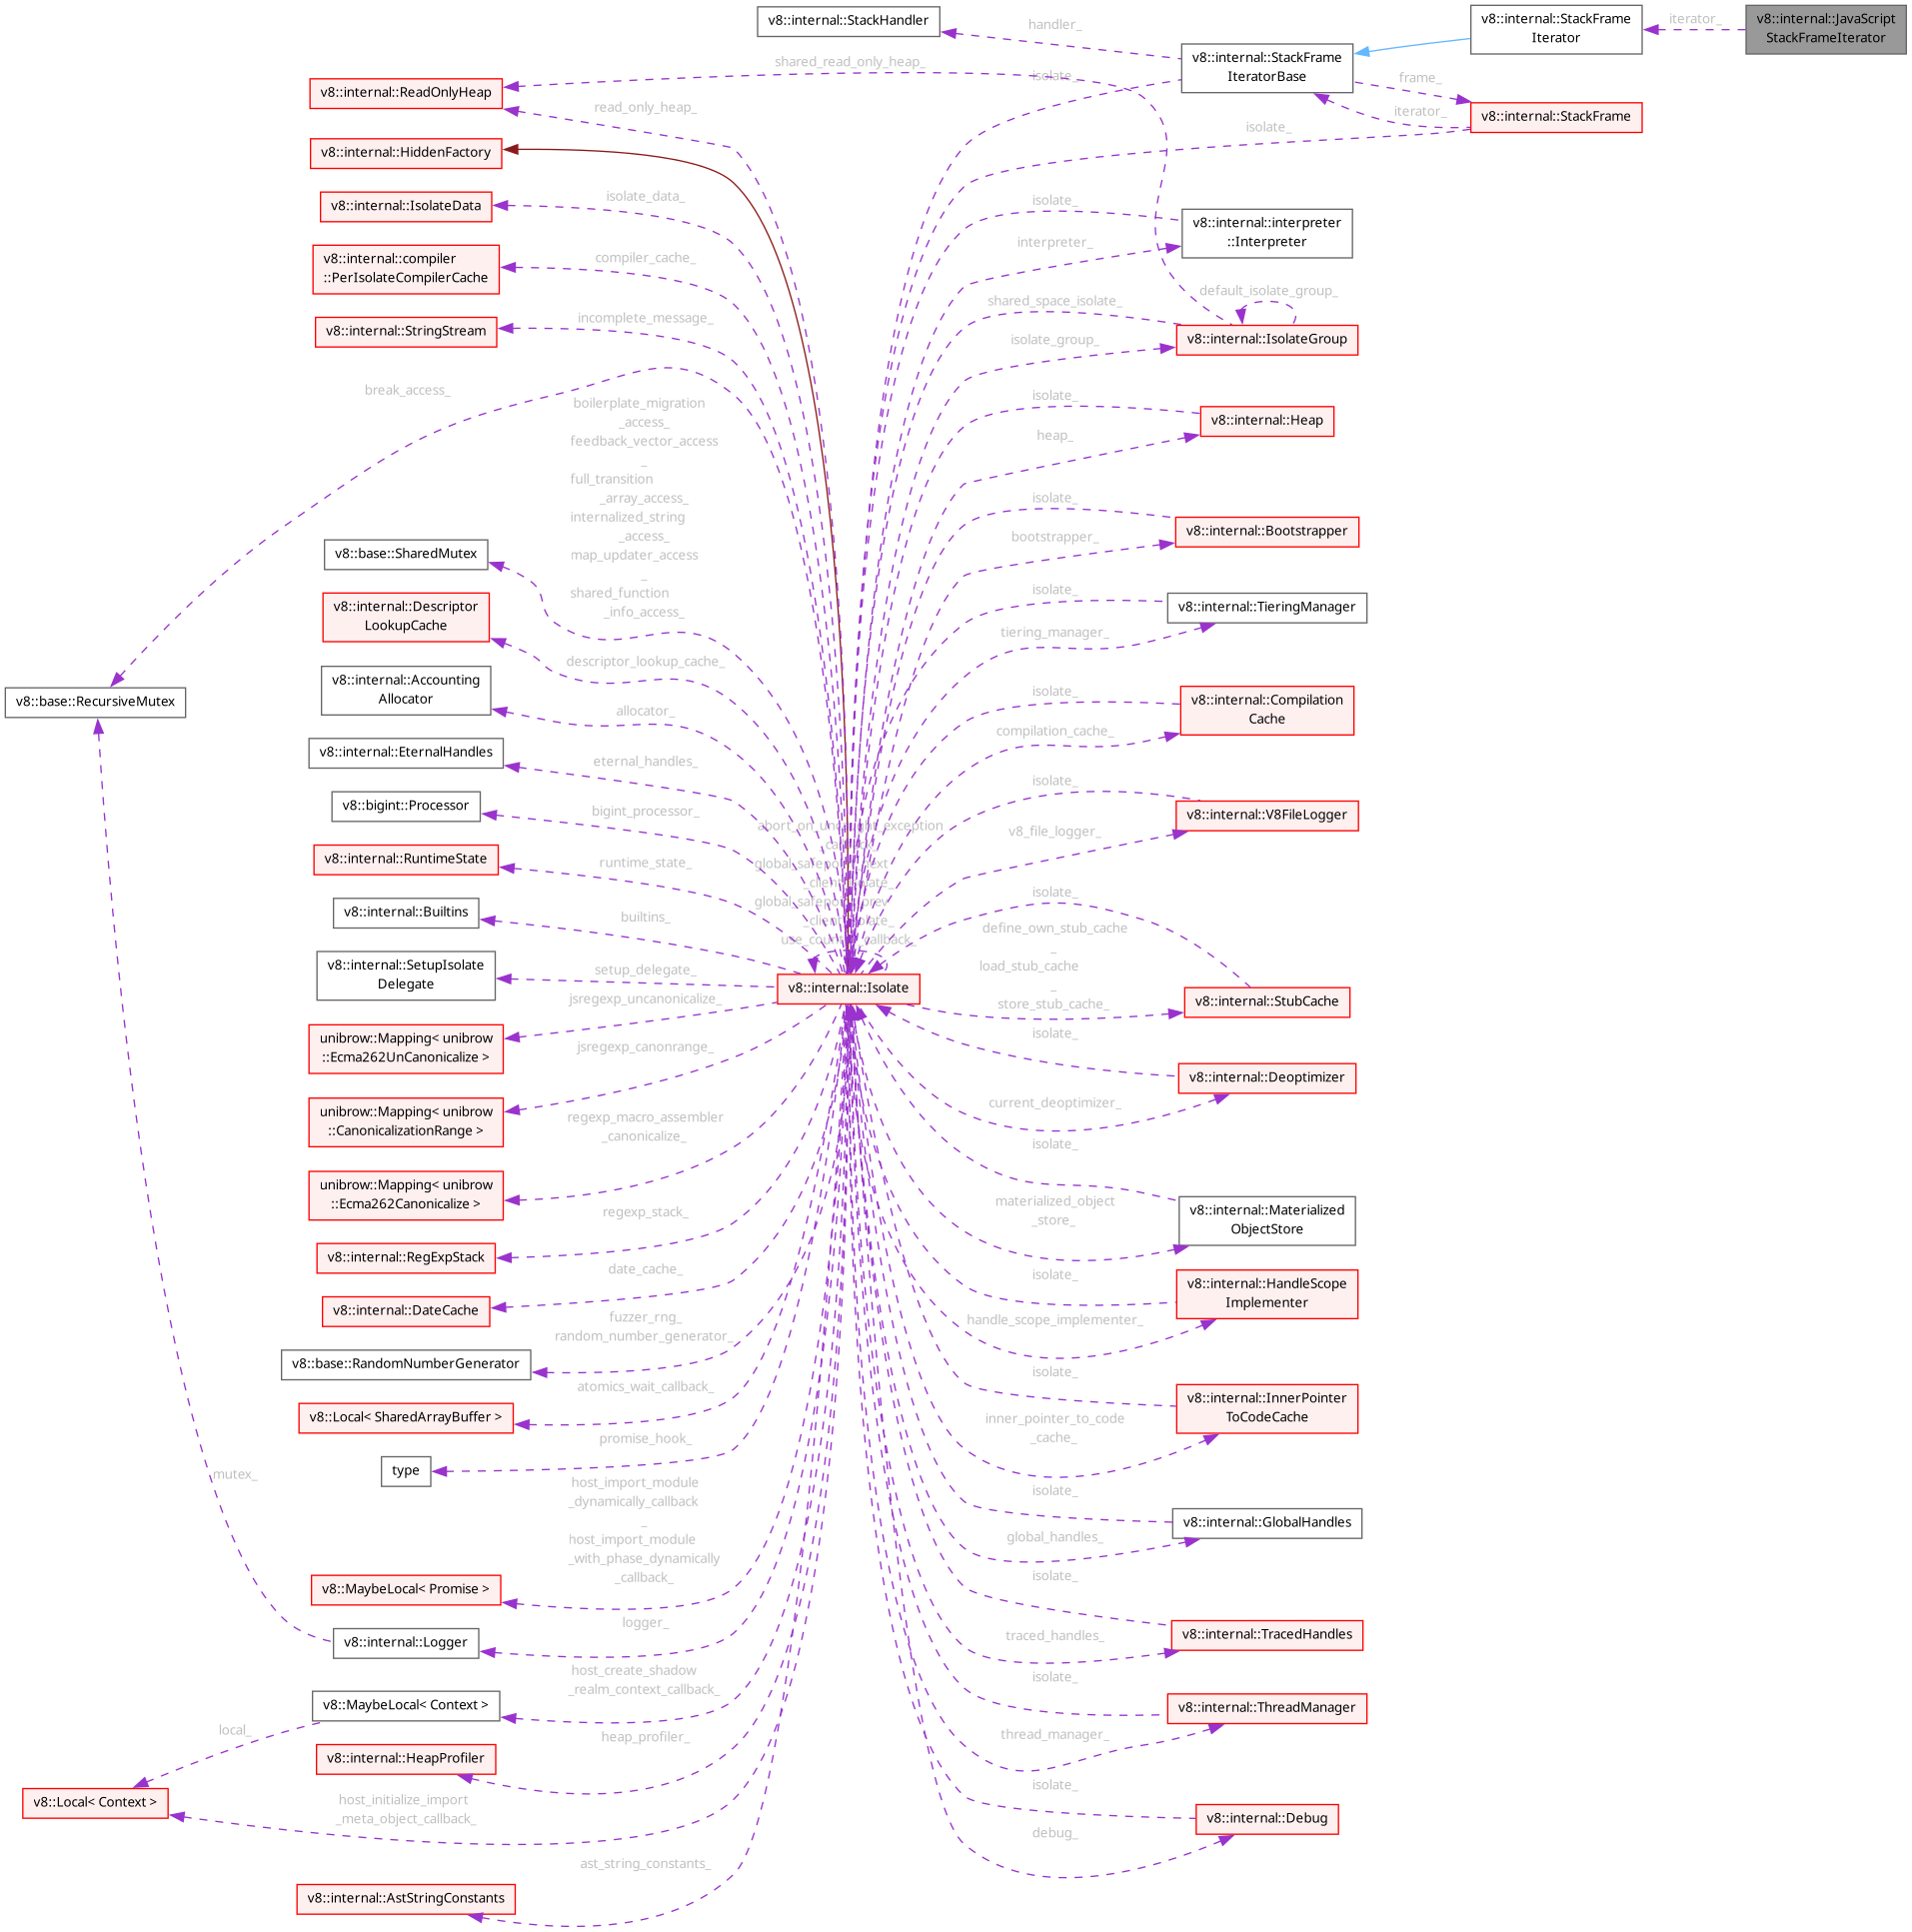 v8::internal::StackHandler
handler_
v8::internal::StackFrame
Iterator
iterator_
v8::internal::JavaScript
StackFrameIterator
v8::internal::StackFrame
IteratorBase
shared_read_only_heap_
isolate_
frame_
v8::internal::ReadOnlyHeap
read_only_heap_
iterator_
v8::internal::StackFrame
isolate_
v8::internal::HiddenFactory
v8::internal::IsolateData
isolate_data_
isolate_
v8::internal::interpreter
::Interpreter
interpreter_
v8::internal::compiler
::PerIsolateCompilerCache
compiler_cache_
shared_space_isolate_
default_isolate_group_
v8::internal::StringStream
incomplete_message_
isolate_group_
v8::internal::IsolateGroup
break_access_
isolate_
v8::internal::Heap
heap_
boilerplate_migration
_access_
feedback_vector_access
_
full_transition
_array_access_
internalized_string
_access_
map_updater_access
_
shared_function
_info_access_
isolate_
v8::internal::Bootstrapper
bootstrapper_
v8::base::SharedMutex
isolate_
v8::internal::TieringManager
tiering_manager_
v8::internal::Descriptor
LookupCache
descriptor_lookup_cache_
v8::base::RecursiveMutex
v8::internal::Accounting
Allocator
allocator_
isolate_
v8::internal::Compilation
Cache
compilation_cache_
v8::internal::EternalHandles
eternal_handles_
v8::bigint::Processor
bigint_processor_
isolate_
v8::internal::V8FileLogger
v8_file_logger_
abort_on_uncaught_exception
_callback_
global_safepoint_next
_client_isolate_
global_safepoint_prev
_client_isolate_
use_counter_callback_
v8::internal::RuntimeState
runtime_state_
v8::internal::Builtins
builtins_
isolate_
define_own_stub_cache
_
load_stub_cache
_
store_stub_cache_
v8::internal::StubCache
v8::internal::SetupIsolate
Delegate
setup_delegate_
v8::internal::Isolate
jsregexp_uncanonicalize_
unibrow::Mapping< unibrow
::Ecma262UnCanonicalize >
jsregexp_canonrange_
isolate_
v8::internal::Deoptimizer
current_deoptimizer_
unibrow::Mapping< unibrow
::CanonicalizationRange >
regexp_macro_assembler
_canonicalize_
isolate_
unibrow::Mapping< unibrow
::Ecma262Canonicalize >
materialized_object
_store_
v8::internal::Materialized
ObjectStore
regexp_stack_
v8::internal::RegExpStack
date_cache_
isolate_
v8::internal::HandleScope
Implementer
v8::internal::DateCache
fuzzer_rng_
random_number_generator_
handle_scope_implementer_
v8::base::RandomNumberGenerator
isolate_
v8::internal::InnerPointer
ToCodeCache
atomics_wait_callback_
v8::Local< SharedArrayBuffer >
inner_pointer_to_code
_cache_
promise_hook_
type
mutex_
isolate_
host_import_module
_dynamically_callback
_
host_import_module
_with_phase_dynamically
_callback_
v8::internal::GlobalHandles
global_handles_
isolate_
v8::MaybeLocal< Promise >
logger_
v8::internal::Logger
traced_handles_
v8::internal::TracedHandles
host_create_shadow
_realm_context_callback_
isolate_
v8::MaybeLocal< Context >
v8::internal::ThreadManager
local_
heap_profiler_
thread_manager_
v8::internal::HeapProfiler
isolate_
v8::Local< Context >
host_initialize_import
_meta_object_callback_
v8::internal::Debug
debug_
ast_string_constants_
v8::internal::AstStringConstants